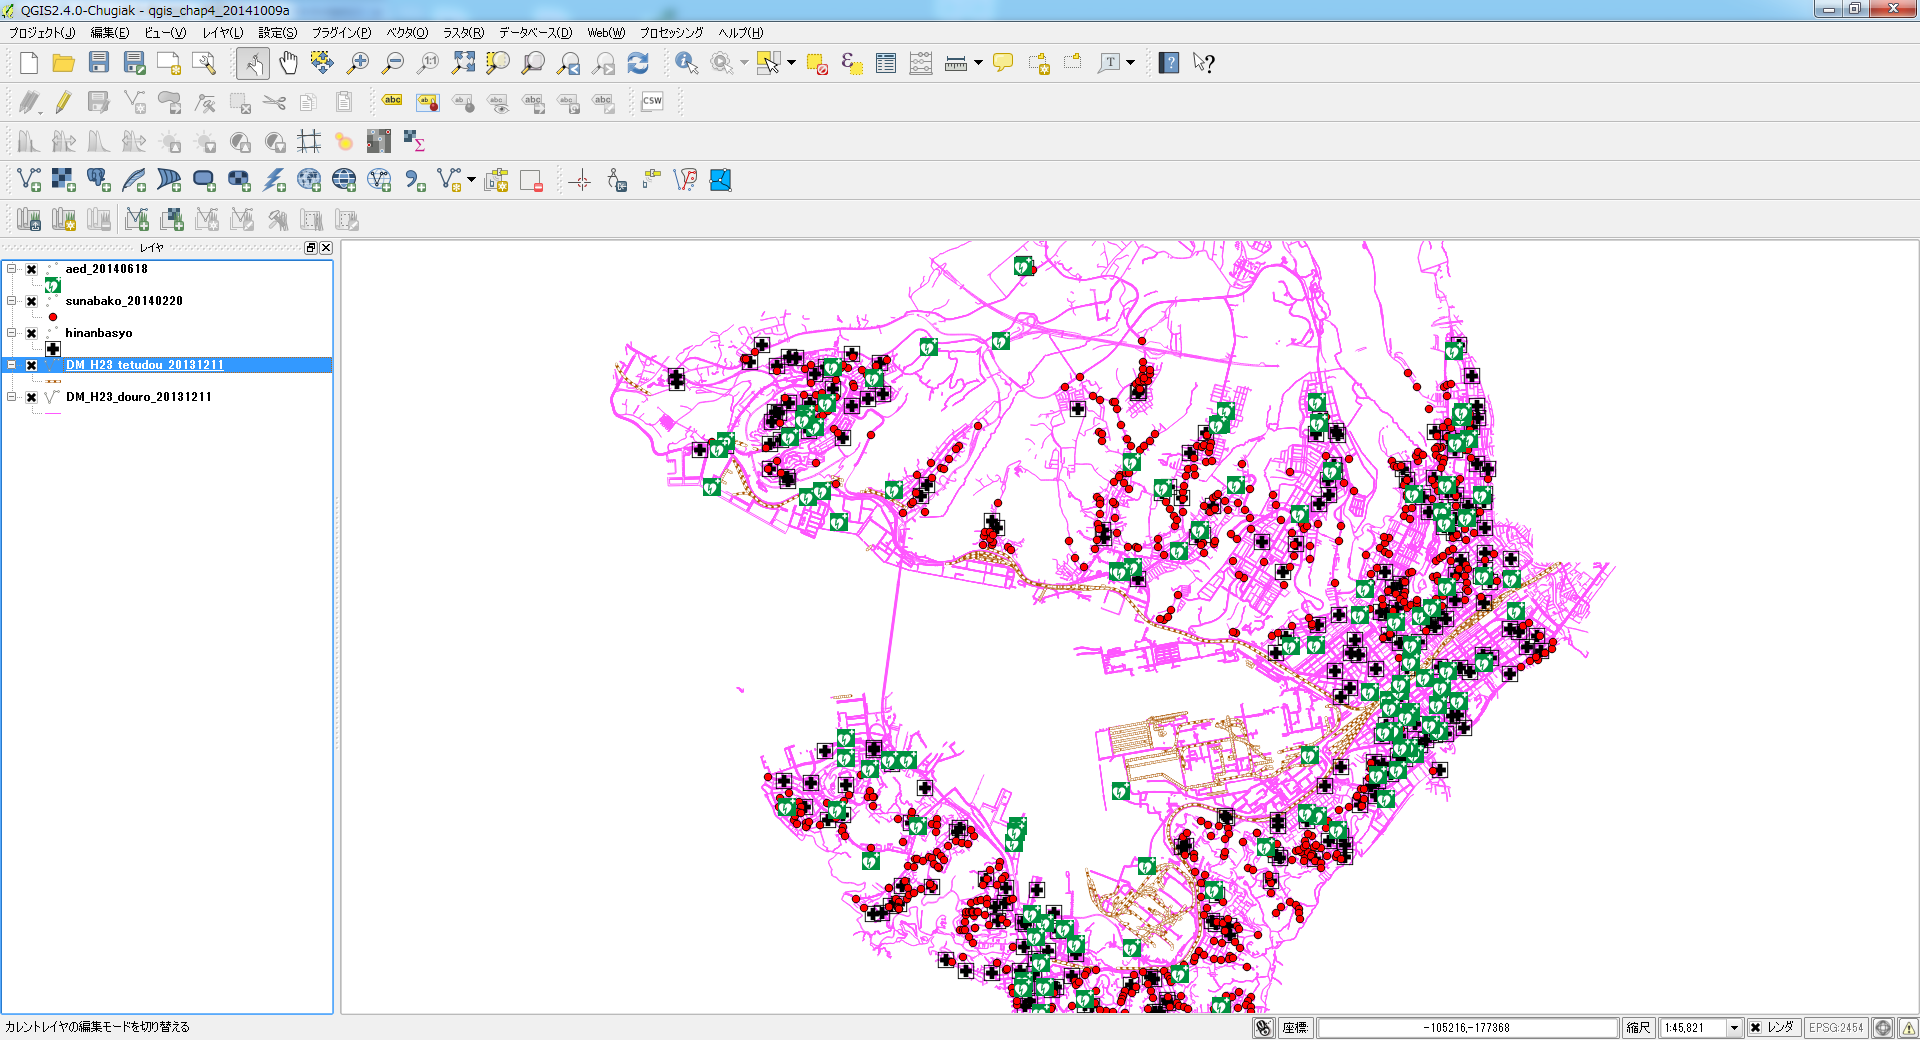 QGIS2.4.0-Chugiak - qgis_chap4_20141009a
プロジェクト(J) 編集(E) ビュー(V) レイヤ(L) 設定(S) プラグイン(P) ベクタ(O) ラスタ(R) データベース(D) Web(W) プロセッシング ヘルプ(H)
1:1
T
?
?
abc abc abc abc abc abc abc CSW
Σ
レイヤ
aed_20140618
sunabako_20140220
hinanbasyo
DM_H23_tetudou_20131211
DM_H23_douro_20131211
カレントレイヤの編集モードを切り替える
座標: -105216,-177368 縮尺 1:45,821 レンダ EPSG:2454